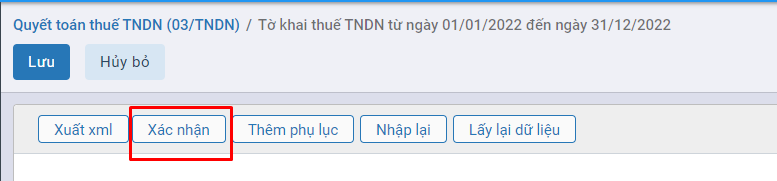 Quyết toán thuế TNDN (03/TNDN) / Tờ khai thuế TNDN từ ngày 01/01/2022 đến ngày 31/12/2022
Lưu Hủy bỏ
Xuất xml Xác nhận Thêm phụ lục Nhập lại Lấy lại dữ liệu